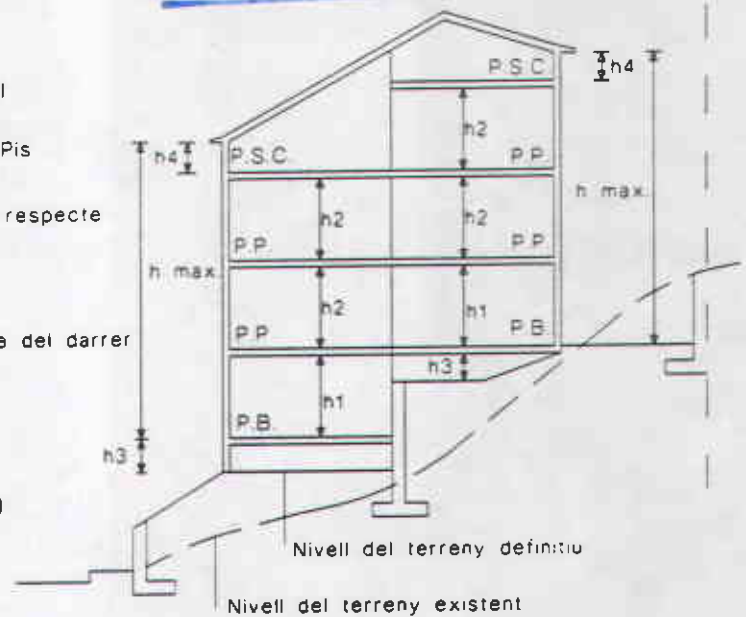 l
Pis
respecte
e del darrer
P.S.C
h4
h2
h4
P.S.C.
P.P.
h max
h2
h2
P.P
P.P.
h max
h2
h1
P.P
P.B
h3
h1
P.B.
h3
Nivell del terreny definitiu
Nivell del terreny existent